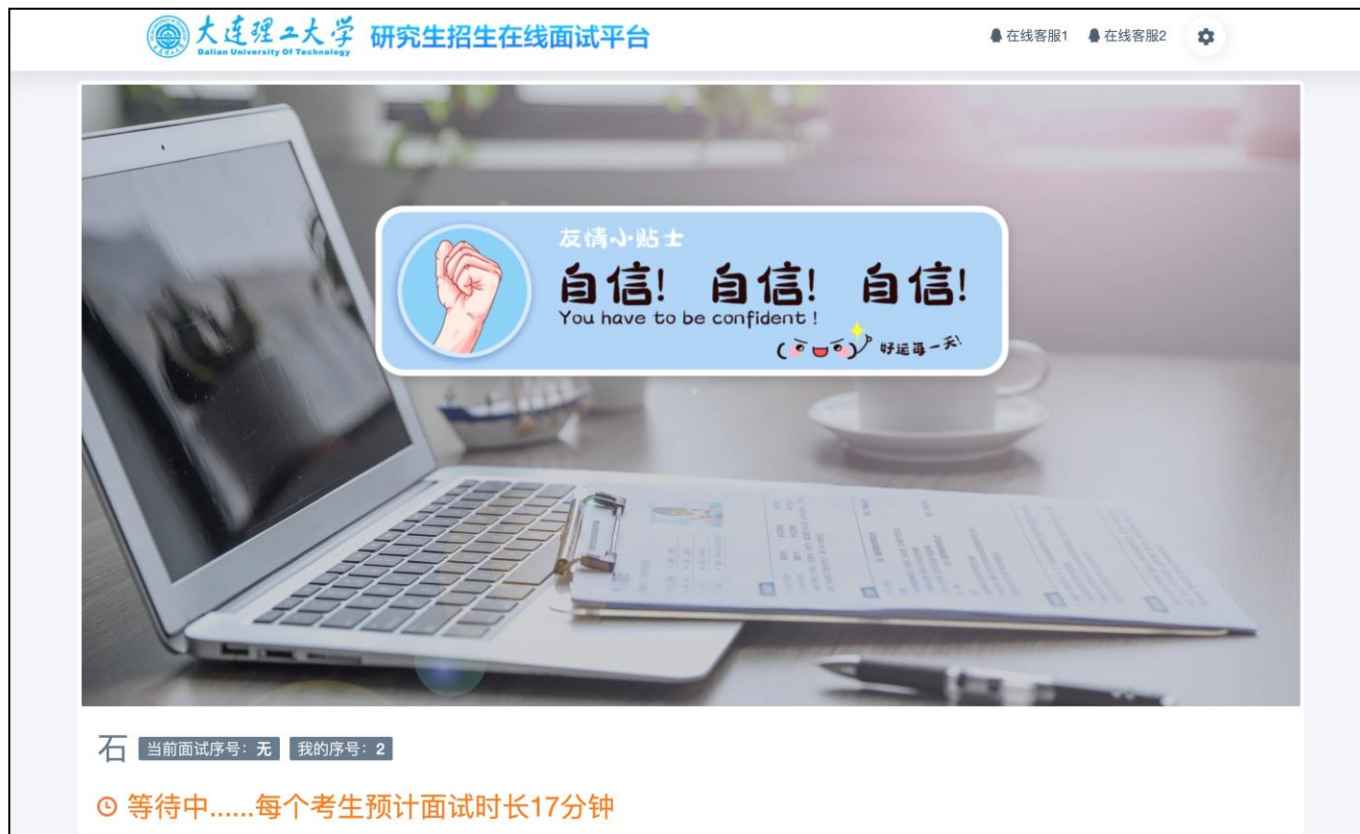 大连理工大学 研究生招生在线面试平台
Dalian University Of Technology
在线客服1 在线客服2
友情小贴士
自信! 自信! 自信!
You have to be confident !
好运每一天!
石 当前面试序号：无 我的序号：2
等待中......每个考生预计面试时长17分钟